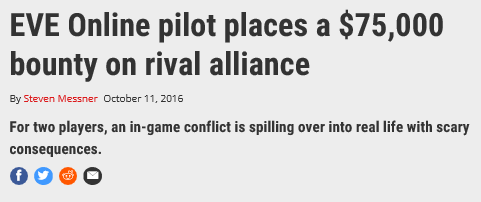 EVE Online pilot places a $75,000
bounty on rival alliance
By Steven Messner October 11, 2016
For two players, an in-game conflict is spilling over into real life with scary
consequences.